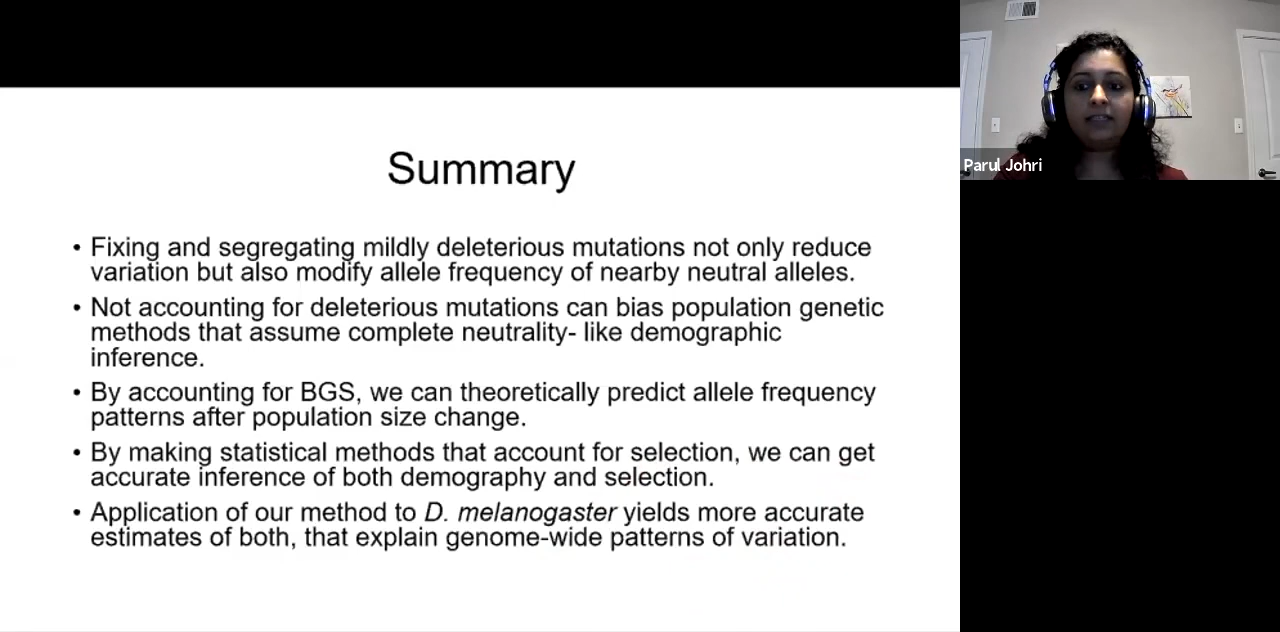 Summary
• Fixing and segregating mildly deleterious mutations not only reduce
variation but also modify allele frequency of nearby neutral alleles.
• Not accounting for deleterious mutations can bias population genetic
methods that assume complete neutrality- like demographic
inference.
• By accounting for BGS, we can theoretically predict allele frequency
patterns after population size change.
• By making statistical methods that account for selection, we can get
accurate inference of both demography and selection.
• Application of our method to D. melanogaster yields more accurate
estimates of both, that explain genome-wide patterns of variation.
Parul Johri